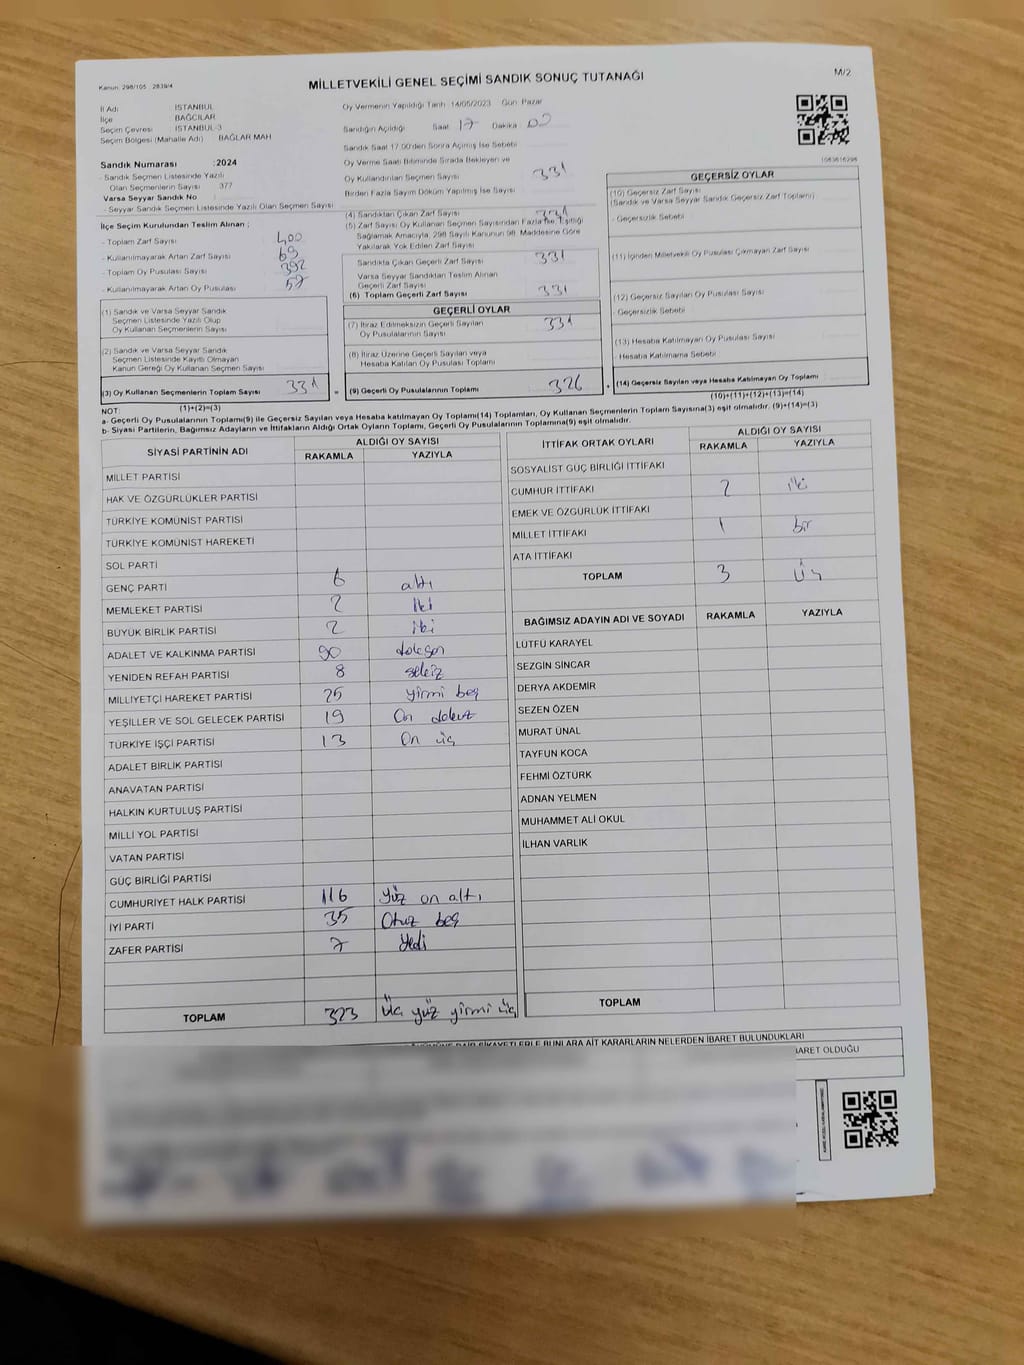 M/2
Kanun: 298/105 2839/4
MİLLETVEKİLİ GENEL SEÇİMİ SANDIK SONUÇ TUTANAĞI
İl Adı : İSTANBUL
İlçe : BAĞCILAR
Seçim Çevresi : İSTANBUL-3
Seçim Bölgesi (Mahalle Adı) : BAĞLAR MAH
Sandık Numarası : 2024
- Sandık Seçmen Listesinde Yazılı
Olan Seçmenlerin Sayısı : 377
Varsa Seyyar Sandık No :
- Seyyar Sandık Seçmen Listesinde Yazılı Olan Seçmen Sayısı
İlçe Seçim Kurulundan Teslim Alınan ;
- Toplam Zarf Sayısı 400
- Kullanılmayarak Artan Zarf Sayısı 69
- Toplam Oy Pusulası Sayısı 392
- Kullanılmayarak Artan Oy Pusulası 57
(1) Sandık ve Varsa Seyyar Sandık
Seçmen Listesinde Yazılı Olup
Oy Kullanan Seçmenlerin Sayısı
(2) Sandık ve Varsa Seyyar Sandık
Seçmen Listesinde Kayıtlı Olmayan
Kanun Gereği Oy Kullanan Seçmen Sayısı
(3) Oy Kullanan Seçmenlerin Toplam Sayısı 331
(1)+(2)=(3)
Oy Vermenin Yapıldığı Tarih : 14/05/2023 Gün: Pazar
Sandığın Açıldığı Saat 17 Dakika 00
Sandık Saat 17:00'den Sonra Açılmış İse Sebebi
Oy Verme Saati Bitiminde Sırada Bekleyen ve
Oy Kullandırılan Seçmen Sayısı 331
Birden Fazla Sayım Döküm Yapılmış İse Sayısı
(4) Sandıktan Çıkan Zarf Sayısı 331
(5) Zarf Sayısı Oy Kullanan Seçmen Sayısından Fazla İse, Eşitliği
Sağlamak Amacıyla, 298 Sayılı Kanunun 98. Maddesine Göre
Yakılarak Yok Edilen Zarf Sayısı
Sandıkta Çıkan Geçerli Zarf Sayısı 331
Varsa Seyyar Sandıktan Teslim Alınan
Geçerli Zarf Sayısı
(6) Toplam Geçerli Zarf Sayısı 331
GEÇERLİ OYLAR
(7) İtiraz Edilmeksizin Geçerli Sayılan
Oy Pusulalarının Sayısı 331
(8) İtiraz Üzerine Geçerli Sayılan veya
Hesaba Katılan Oy Pusulası Toplamı
(9) Geçerli Oy Pusulalarının Toplamı 326
1083616298
GEÇERSİZ OYLAR
(10) Geçersiz Zarf Sayısı
(Sandık ve Varsa Seyyar Sandık Geçersiz Zarf Toplamı)
- Geçersizlik Sebebi
(11) İçinden Milletvekili Oy Pusulası Çıkmayan Zarf Sayısı
(12) Geçersiz Sayılan Oy Pusulası Sayısı
- Geçersizlik Sebebi
(13) Hesaba Katılmayan Oy Pusulası Sayısı
- Hesaba Katılmama Sebebi
(14) Geçersiz Sayılan veya Hesaba Katılmayan Oy Toplamı
(10)+(11)+(12)+(13)=(14)
NOT:
a- Geçerli Oy Pusulalarının Toplamı(9) ile Geçersiz Sayılan veya Hesaba katılmayan Oy Toplamı(14) Toplamları, Oy Kullanan Seçmenlerin Toplam Sayısına(3) eşit olmalıdır. (9)+(14)=(3)
b- Siyasi Partilerin, Bağımsız Adayların ve İttifakların Aldığı Ortak Oyların Toplamı, Geçerli Oy Pusulalarının Toplamına(9) eşit olmalıdır.
SİYASİ PARTİNİN ADI ALDIĞI OY SAYISI
RAKAMLA YAZIYLA
MİLLET PARTİSİ
HAK VE ÖZGÜRLÜKLER PARTİSİ
TÜRKİYE KOMÜNİST PARTİSİ
TÜRKİYE KOMÜNİST HAREKETİ
SOL PARTİ
GENÇ PARTİ 6 altı
MEMLEKET PARTİSİ 2 iki
BÜYÜK BİRLİK PARTİSİ 2 iki
ADALET VE KALKINMA PARTİSİ 90 doksan
YENİDEN REFAH PARTİSİ 8 sekiz
MİLLİYETÇİ HAREKET PARTİSİ 25 yirmi beş
YEŞİLLER VE SOL GELECEK PARTİSİ 19 On dokuz
TÜRKİYE İŞÇİ PARTİSİ 13 On üç
ADALET BİRLİK PARTİSİ
ANAVATAN PARTİSİ
HALKIN KURTULUŞ PARTİSİ
MİLLİ YOL PARTİSİ
VATAN PARTİSİ
GÜÇ BİRLİĞİ PARTİSİ
CUMHURİYET HALK PARTİSİ 116 Yüz on altı
İYİ PARTİ 35 Otuz beş
ZAFER PARTİSİ 7 Yedi
TOPLAM 323 Üç yüz yirmi üç
İTTİFAK ORTAK OYLARI ALDIĞI OY SAYISI
RAKAMLA YAZIYLA
SOSYALİST GÜÇ BİRLİĞİ İTTİFAKI
CUMHUR İTTİFAKI 2 iki
EMEK VE ÖZGÜRLÜK İTTİFAKI
MİLLET İTTİFAKI 1 bir
ATA İTTİFAKI
TOPLAM 3 Üç
BAĞIMSIZ ADAYIN ADI VE SOYADI RAKAMLA YAZIYLA
LÜTFÜ KARAYEL
SEZGİN SİNCAR
DERYA AKDEMİR
SEZEN ÖZEN
MURAT ÜNAL
TAYFUN KOCA
FEHMİ ÖZTÜRK
ADNAN YELMEN
MUHAMMET ALİ OKUL
İLHAN VARLIK
TOPLAM
ŞİKAYETLERLE BUNLARA AİT KARARLARIN NELERDEN İBARET BULUNDUKLARI
BARET OLDUĞU